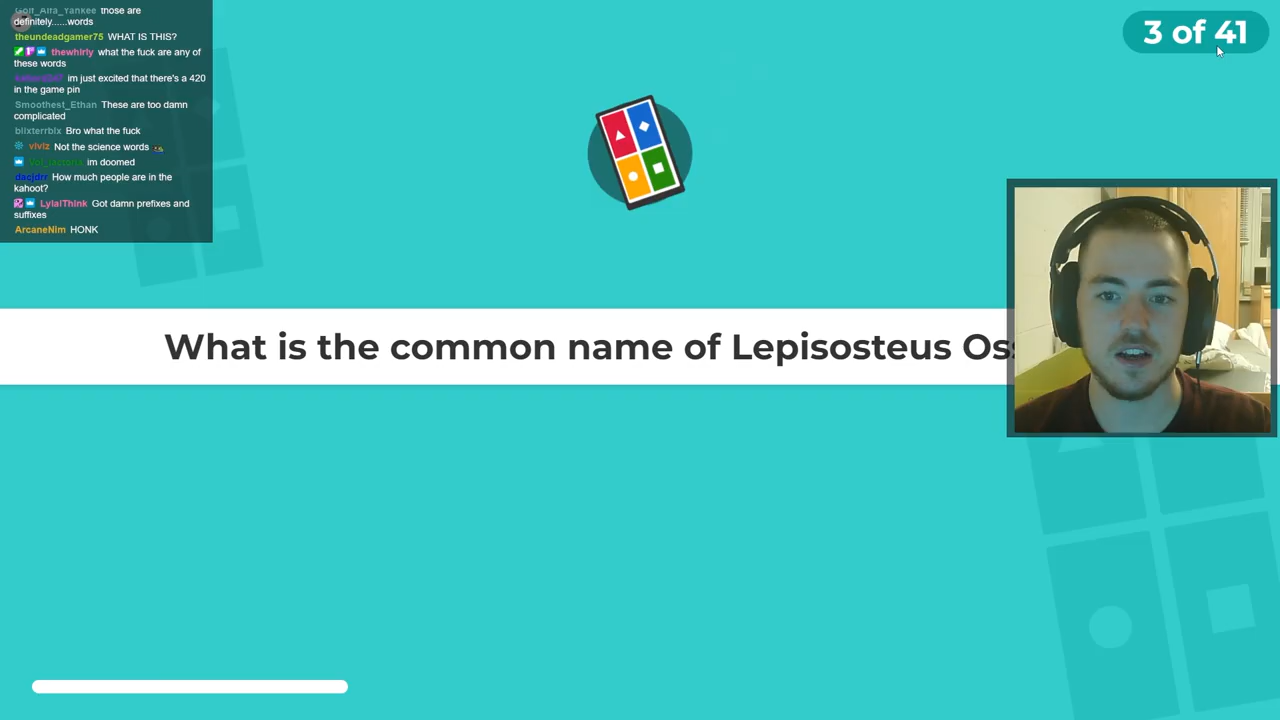 Golf_Alfa_Yankee those are
definitely......words
theundeadgamer75 WHAT IS THIS?
thewhirly what the fuck are any of
these words
im just excited that there's a 420
in the game pin
Smoothest_Ethan These are too damn
complicated
Bro what the fuck
viviz Not the science words
im doomed
How much people are in the
kahoot?
LylaIThink Got damn prefixes and
suffixes
ArcaneNim HONK
3 of 41
What is the common name of Lepisosteus